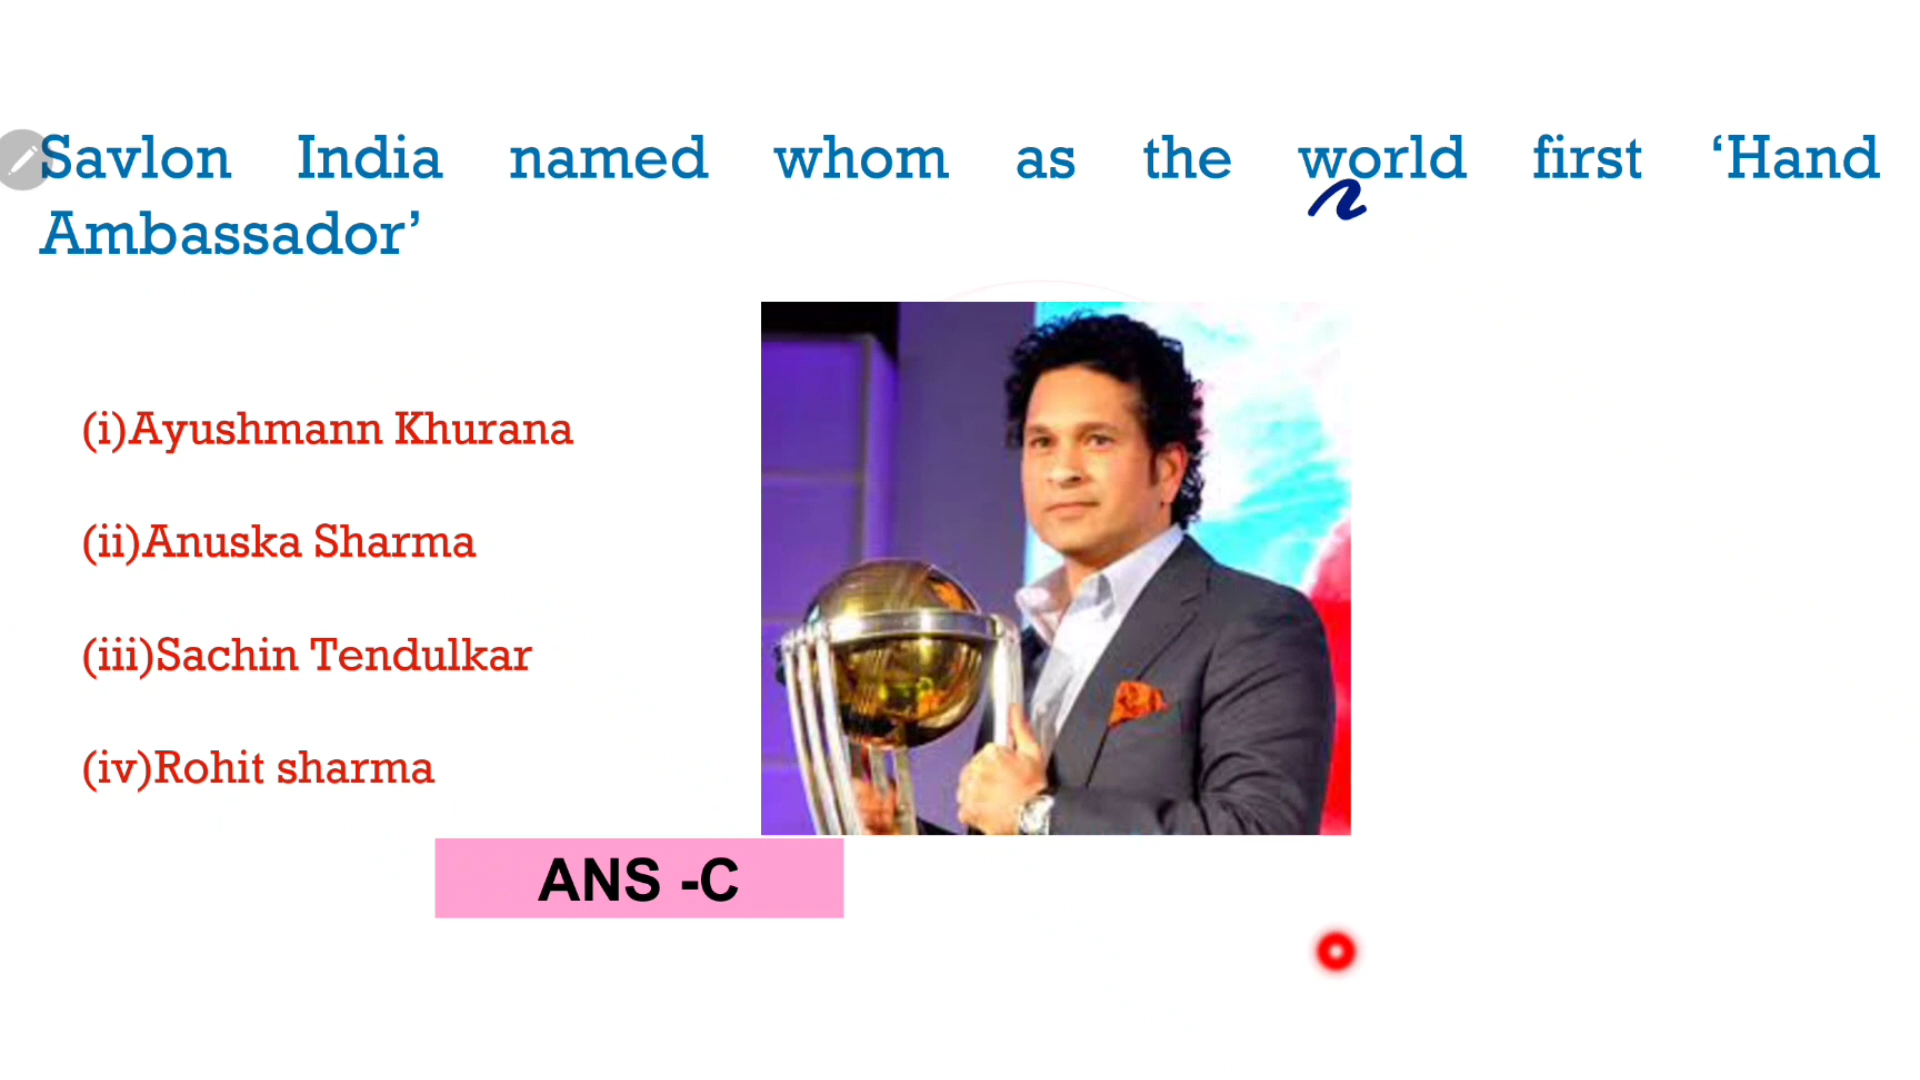 Savlon India named whom as the world first ‘Hand
Ambassador’
(i)Ayushmann Khurana
(ii)Anuska Sharma
(iii)Sachin Tendulkar
(iv)Rohit sharma
ANS -C